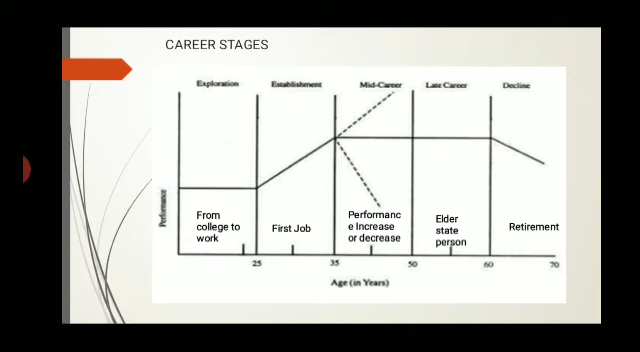 CAREER STAGES
Exploration Establishment Mid-Career Late Career Decline
Performance
From
college to
work
First Job
Performanc
e Increase
or decrease
Elder
state
person
Retirement
25 35 50 60 70
Age (in Years)